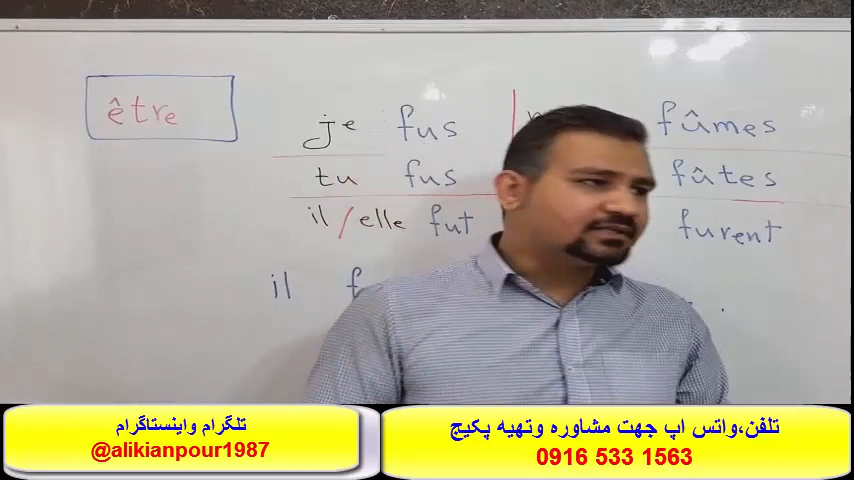 être
je fus
fûmes
tu fus
fûtes
il / elle fut
furent
il
تلگرام واینستاگرام
@alikianpour1987
تلفن،واتس اپ جهت مشاوره وتهیه پکیج
0916 533 1563